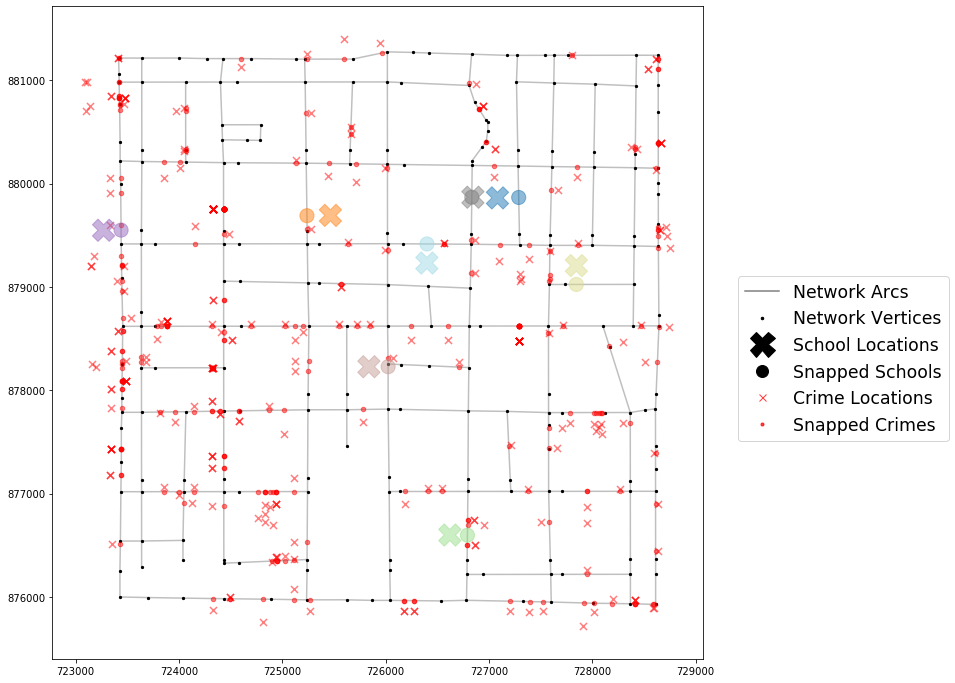 881000
880000
879000
878000
877000
876000
723000 724000 725000 726000 727000 728000 729000
Network Arcs
Network Vertices
School Locations
Snapped Schools
Crime Locations
Snapped Crimes